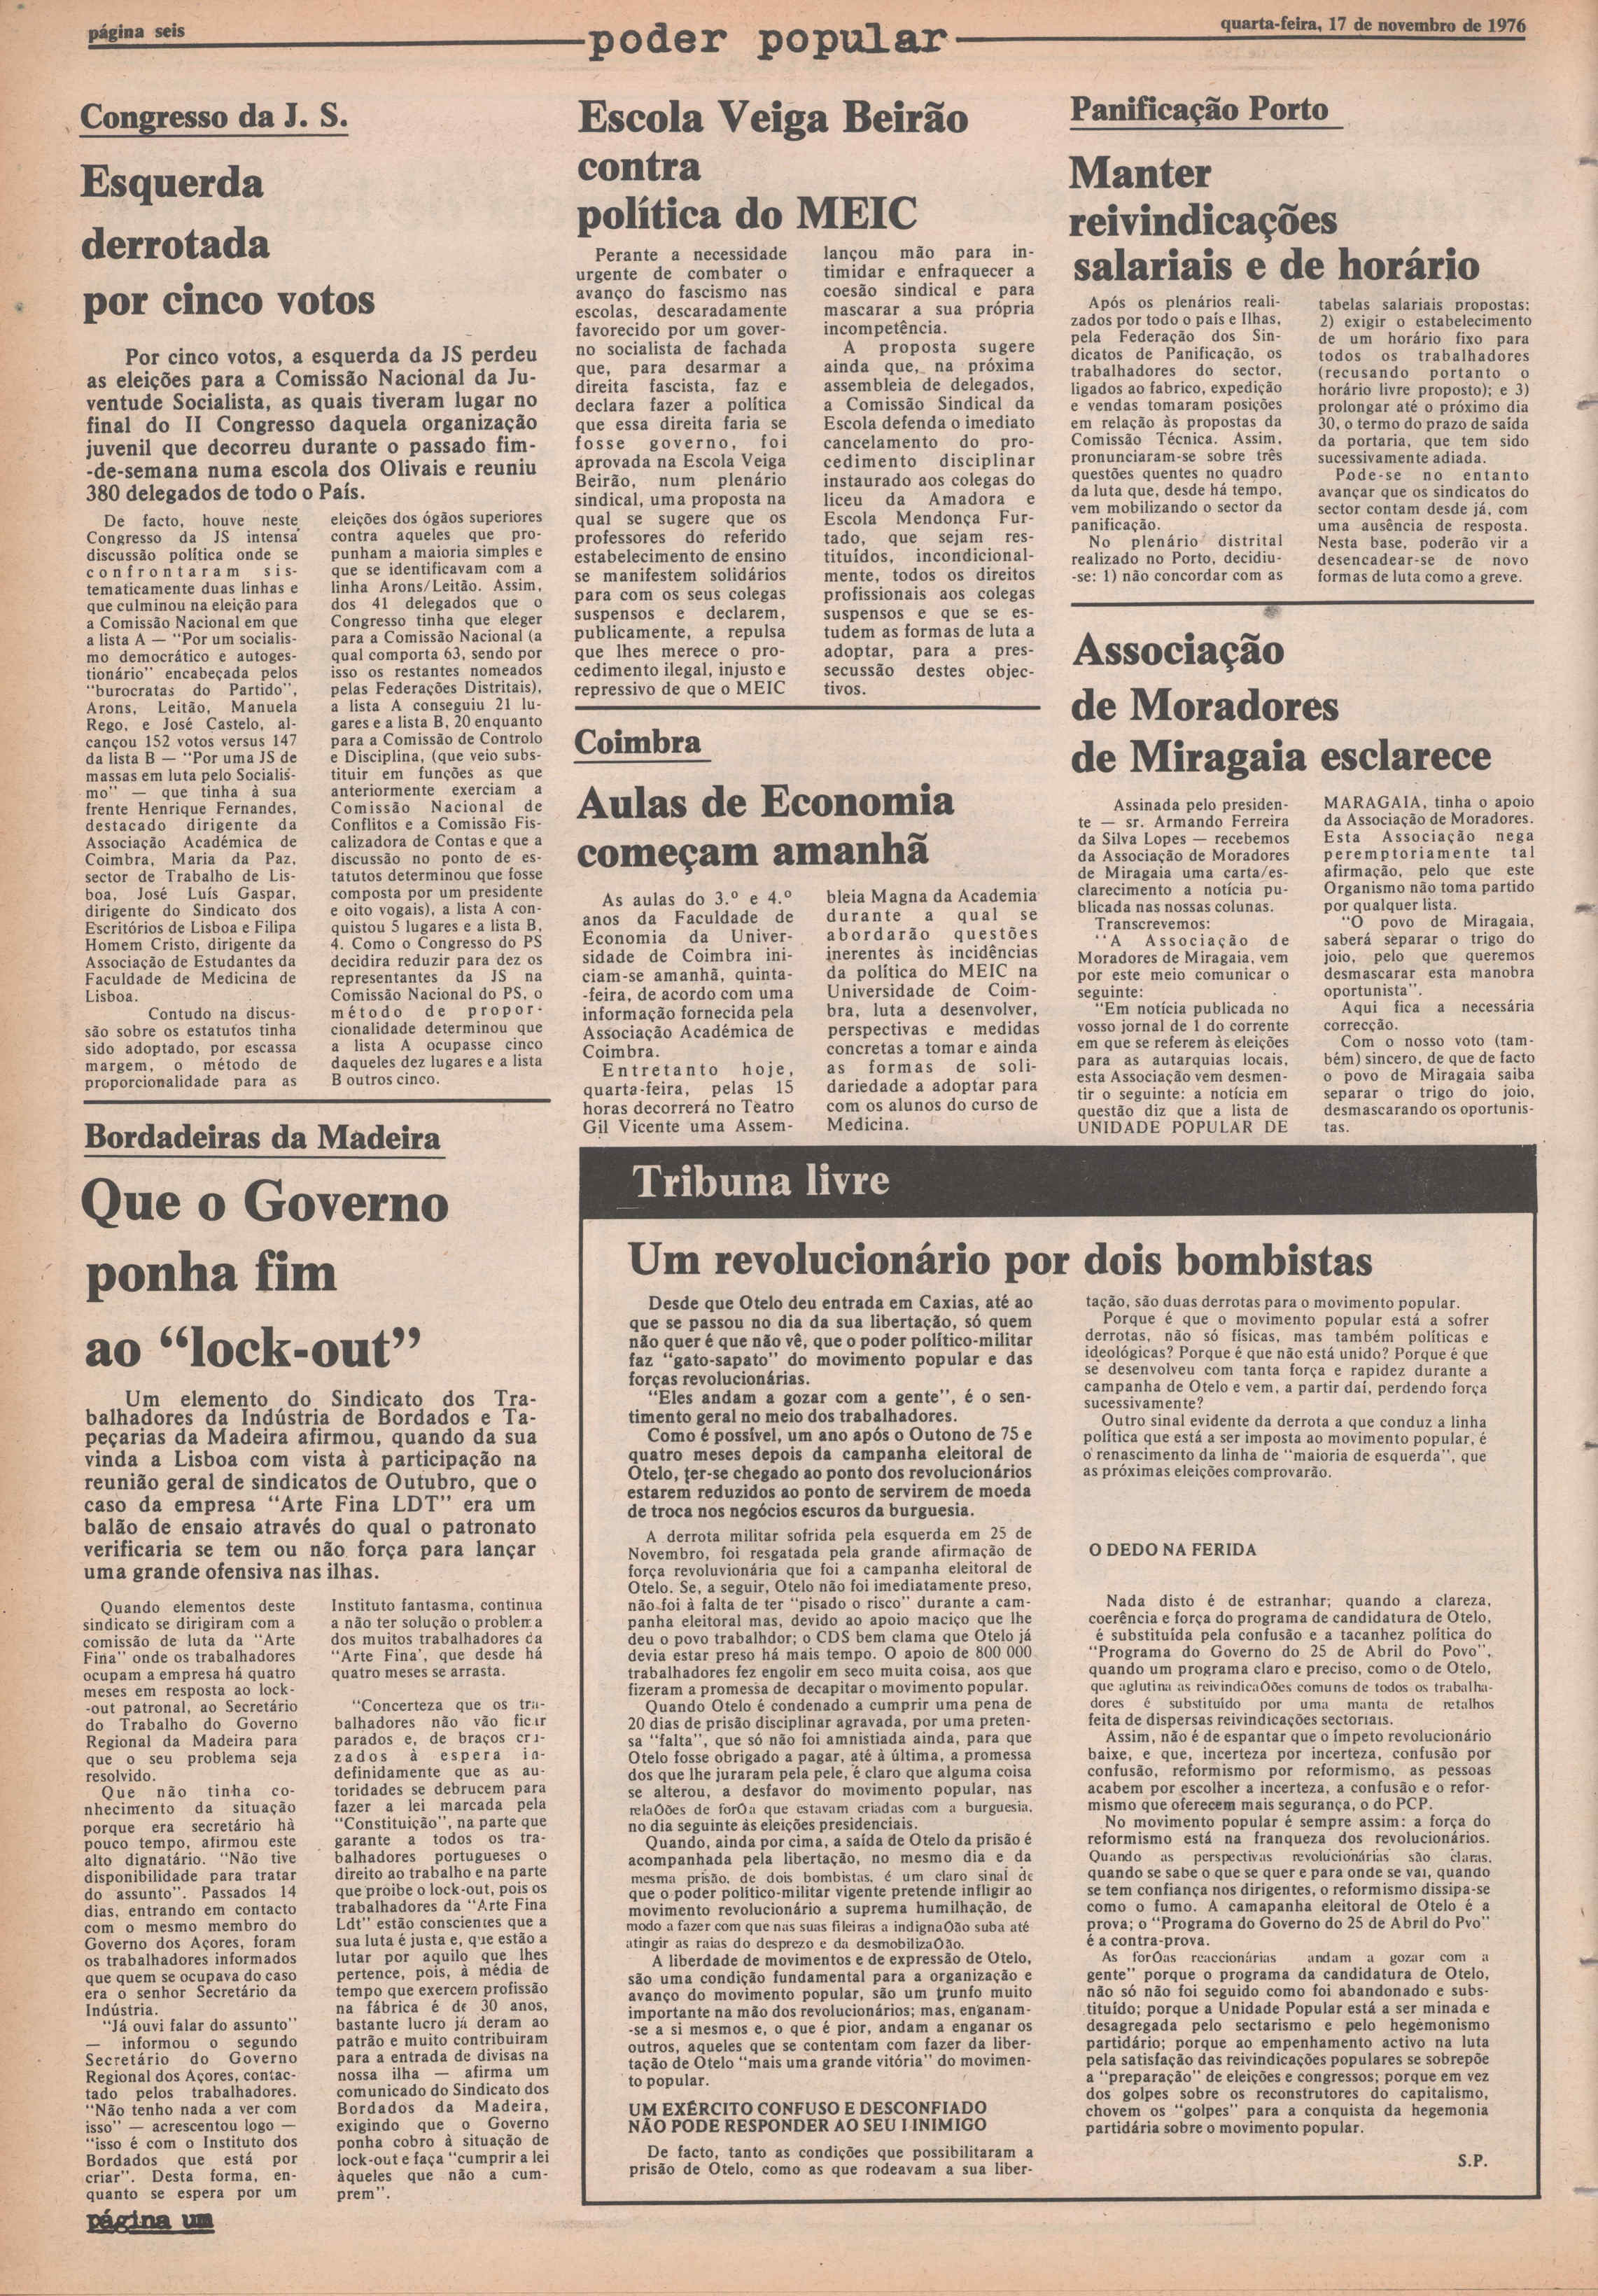 página seis
poder popular
quarta-feira, 17 de novembro de 1976
Congresso da J. S.
Esquerda
derrotada
por cinco votos
Por cinco votos, a esquerda da JS perdeu
as eleições para a Comissão Nacional da Ju-
ventude Socialista, as quais tiveram lugar no
final do II Congresso daquela organização
juvenil que decorreu durante o passado fim-
-de-semana numa escola dos Olivais e reuniu
380 delegados de todo o País.
De facto, houve neste
Congresso da JS intensa
discussão política onde se
confrontaram sis-
tematicamente duas linhas e
que culminou na eleição para
a Comissão Nacional em que
a lista A — "Por um socialis-
mo democrático e autoges-
tionário" encabeçada pelos
"burocratas do Partido",
Arons, Leitão, Manuela
Rego, e José Castelo, al-
cançou 152 votos versus 147
da lista B — "Por uma JS de
massas em luta pelo Socialis-
mo" — que tinha à sua
frente Henrique Fernandes,
destacado dirigente da
Associação Académica de
Coimbra, Maria da Paz,
sector de Trabalho de Lis-
boa, José Luís Gaspar,
dirigente do Sindicato dos
Escritórios de Lisboa e Filipa
Homem Cristo, dirigente da
Associação de Estudantes da
Faculdade de Medicina de
Lisboa.
Contudo na discus-
são sobre os estatutos tinha
sido adoptado, por escassa
margem, o método de
proporcionalidade para as
eleições dos ógãos superiores
contra aqueles que pro-
punham a maioria simples e
que se identificavam com a
linha Arons/Leitão. Assim,
dos 41 delegados que o
Congresso tinha que eleger
para a Comissão Nacional (a
qual comporta 63, sendo por
isso os restantes nomeados
pelas Federações Distritais),
a lista A conseguiu 21 lu-
gares e a lista B, 20 enquanto
para a Comissão de Controlo
e Disciplina, (que veio subs-
tituir em funções as que
anteriormente exerciam a
Comissão Nacional de
Conflitos e a Comissão Fis-
calizadora de Contas e que a
discussão no ponto de es-
tatutos determinou que fosse
composta por um presidente
e oito vogais), a lista A con-
quistou 5 lugares e a lista B,
4. Como o Congresso do PS
decidira reduzir para dez os
representantes da JS na
Comissão Nacional do PS, o
método de propor-
cionalidade determinou que
a lista A ocupasse cinco
daqueles dez lugares e a lista
B outros cinco.
Bordadeiras da Madeira
Que o Governo
ponha fim
ao "lock-out"
Um elemento do Sindicato dos Tra-
balhadores da Indústria de Bordados e Ta-
peçarias da Madeira afirmou, quando da sua
vinda a Lisboa com vista à participação na
reunião geral de sindicatos de Outubro, que o
caso da empresa "Arte Fina LDT" era um
balão de ensaio através do qual o patronato
verificaria se tem ou não força para lançar
uma grande ofensiva nas ilhas.
Quando elementos deste
sindicato se dirigiram com a
comissão de luta da "Arte
Fina" onde os trabalhadores
ocupam a empresa há quatro
meses em resposta ao lock-
-out patronal, ao Secretário
do Trabalho do Governo
Regional da Madeira para
que o seu problema seja
resolvido.
Que não tinha co-
nhecimento da situação
porque era secretário hà
pouco tempo, afirmou este
alto dignatário. "Não tive
disponibilidade para tratar
do assunto". Passados 14
dias, entrando em contacto
com o mesmo membro do
Governo dos Açores, foram
os trabalhadores informados
que quem se ocupava do caso
era o senhor Secretário da
Indústria.
"Já ouvi falar do assunto"
— informou o segundo
Secretário do Governo
Regional dos Açores, contac-
tado pelos trabalhadores.
"Não tenho nada a ver com
isso" — acrescentou logo —
"isso é com o Instituto dos
Bordados que está por
criar". Desta forma, en-
quanto se espera por um
Instituto fantasma, continua
a não ter solução o problema
dos muitos trabalhadores da
"Arte Fina', que desde há
quatro meses se arrasta.
"Concerteza que os tra-
balhadores não vão ficar
parados e, de braços cru-
zados à espera in-
definidamente que as au-
toridades se debrucem para
fazer a lei marcada pela
"Constituição", na parte que
garante a todos os tra-
balhadores portugueses o
direito ao trabalho e na parte
que proibe o lock-out, pois os
trabalhadores da "Arte Fina
Ldt" estão conscientes que a
sua luta é justa e, que estão a
lutar por aquilo que lhes
pertence, pois, à média de
tempo que exercem profissão
na fábrica é de 30 anos,
bastante lucro já deram ao
patrão e muito contribuiram
para a entrada de divisas na
nossa ilha — afirma um
comunicado do Sindicato dos
Bordados da Madeira,
exigindo que o Governo
ponha cobro à situação de
lock-out e faça "cumprir a lei
àqueles que não a cum-
prem".
página um
Escola Veiga Beirão
contra
política do MEIC
Perante a necessidade
urgente de combater o
avanço do fascismo nas
escolas, descaradamente
favorecido por um gover-
no socialista de fachada
que, para desarmar a
direita fascista, faz e
declara fazer a política
que essa direita faria se
fosse governo, foi
aprovada na Escola Veiga
Beirão, num plenário
sindical, uma proposta na
qual se sugere que os
professores do referido
estabelecimento de ensino
se manifestem solidários
para com os seus colegas
suspensos e declarem,
publicamente, a repulsa
que lhes merece o pro-
cedimento ilegal, injusto e
repressivo de que o MEIC
lançou mão para in-
timidar e enfraquecer a
coesão sindical e para
mascarar a sua própria
incompetência.
A proposta sugere
ainda que, na próxima
assembleia de delegados,
a Comissão Sindical da
Escola defenda o imediato
cancelamento do pro-
cedimento disciplinar
instaurado aos colegas do
liceu da Amadora e
Escola Mendonça Fur-
tado, que sejam res-
tituídos, incondicional-
mente, todos os direitos
profissionais aos colegas
suspensos e que se es-
tudem as formas de luta a
adoptar, para a pres-
secussão destes objec-
tivos.
Coimbra
Aulas de Economia
começam amanhã
As aulas do 3.º e 4.º
anos da Faculdade de
Economia da Univer-
sidade de Coimbra ini-
ciam-se amanhã, quinta-
-feira, de acordo com uma
informação fornecida pela
Associação Académica de
Coimbra.
Entretanto hoje,
quarta-feira, pelas 15
horas decorrerá no Teatro
Gil Vicente uma Assem-
bleia Magna da Academia
durante a qual se
abordarão questões
inerentes às incidências
da política do MEIC na
Universidade de Coim-
bra, luta a desenvolver,
perspectivas e medidas
concretas a tomar e ainda
as formas de soli-
dariedade a adoptar para
com os alunos do curso de
Medicina.
Panificação Porto
Manter
reivindicações
salariais e de horário
Após os plenários reali-
zados por todo o país e Ilhas,
pela Federação dos Sin-
dicatos de Panificação, os
trabalhadores do sector,
ligados ao fabrico, expedição
e vendas tomaram posições
em relação às propostas da
Comissão Técnica. Assim,
pronunciaram-se sobre três
questões quentes no quadro
da luta que, desde há tempo,
vem mobilizando o sector da
panificação.
No plenário distrital
realizado no Porto, decidiu-
-se: 1) não concordar com as
tabelas salariais propostas;
2) exigir o estabelecimento
de um horário fixo para
todos os trabalhadores
(recusando portanto o
horário livre proposto); e 3)
prolongar até o próximo dia
30, o termo do prazo de saída
da portaria, que tem sido
sucessivamente adiada.
Pode-se no entanto
avançar que os sindicatos do
sector contam desde já, com
uma ausência de resposta.
Nesta base, poderão vir a
desencadear-se de novo
formas de luta como a greve.
Associação
de Moradores
de Miragaia esclarece
Assinada pelo presiden-
te — sr. Armando Ferreira
da Silva Lopes — recebemos
da Associação de Moradores
de Miragaia uma carta/es-
clarecimento a notícia pu-
blicada nas nossas colunas.
Transcrevemos:
"A Associação de
Moradores de Miragaia, vem
por este meio comunicar o
seguinte:
"Em notícia publicada no
vosso jornal de 1 do corrente
em que se referem às eleições
para as autarquias locais,
esta Associação vem desmen-
tir o seguinte: a notícia em
questão diz que a lista de
UNIDADE POPULAR DE
MARAGAIA, tinha o apoio
da Associação de Moradores.
Esta Associação nega
peremptoriamente tal
afirmação, pelo que este
Organismo não toma partido
por qualquer lista.
"O povo de Miragaia,
saberá separar o trigo do
joio, pelo que queremos
desmascarar esta manobra
oportunista".
Aqui fica a necessária
correcção.
Com o nosso voto (tam-
bém) sincero, de que de facto
o povo de Miragaia saiba
separar o trigo do joio,
desmascarando os oportunis-
tas.
Tribuna livre
Um revolucionário por dois bombistas
Desde que Otelo deu entrada em Caxias, até ao
que se passou no dia da sua libertação, só quem
não quer é que não vê, que o poder político-militar
faz "gato-sapato" do movimento popular e das
forças revolucionárias.
"Eles andam a gozar com a gente", é o sen-
timento geral no meio dos trabalhadores.
Como é possível, um ano após o Outono de 75 e
quatro meses depois da campanha eleitoral de
Otelo, ter-se chegado ao ponto dos revolucionários
estarem reduzidos ao ponto de servirem de moeda
de troca nos negócios escuros da burguesia.
A derrota militar sofrida pela esquerda em 25 de
Novembro, foi resgatada pela grande afirmação de
força revoluvionária que foi a campanha eleitoral de
Otelo. Se, a seguir, Otelo não foi imediatamente preso,
não foi à falta de ter "pisado o risco" durante a cam-
panha eleitoral mas, devido ao apoio maciço que lhe
deu o povo trabalhdor; o CDS bem clama que Otelo já
devia estar preso há mais tempo. O apoio de 800 000
trabalhadores fez engolir em seco muita coisa, aos que
fizeram a promessa de decapitar o movimento popular.
Quando Otelo é condenado a cumprir uma pena de
20 dias de prisão disciplinar agravada, por uma preten-
sa "falta", que só não foi amnistiada ainda, para que
Otelo fosse obrigado a pagar, até à última, a promessa
dos que lhe juraram pela pele, é claro que alguma coisa
se alterou, a desfavor do movimento popular, nas
relaÕões de forÕa que estavam criadas com a burguesia,
no dia seguinte às eleições presidenciais.
Quando, ainda por cima, a saída de Otelo da prisão é
acompanhada pela libertação, no mesmo dia e da
mesma prisão, de dois bombistas, é um claro sinal de
que o poder político-militar vigente pretende infligir ao
movimento revolucionário a suprema humilhação, de
modo a fazer com que nas suas fileiras a indignaÕão suba até
atingir as raias do desprezo e da desmobilizaÕão.
A liberdade de movimentos e de expressão de Otelo,
são uma condição fundamental para a organização e
avanço do movimento popular, são um trunfo muito
importante na mão dos revolucionários; mas, enganam-
-se a si mesmos e, o que é pior, andam a enganar os
outros, aqueles que se contentam com fazer da liber-
tação de Otelo "mais uma grande vitória" do movimen-
to popular.
UM EXÉRCITO CONFUSO E DESCONFIADO
NÃO PODE RESPONDER AO SEU INIMIGO
De facto, tanto as condições que possibilitaram a
prisão de Otelo, como as que rodeavam a sua liber-
tação, são duas derrotas para o movimento popular.
Porque é que o movimento popular está a sofrer
derrotas, não só físicas, mas também políticas e
ideológicas? Porque é que não está unido? Porque é que
se desenvolveu com tanta força e rapidez durante a
campanha de Otelo e vem, a partir daí, perdendo força
sucessivamente?
Outro sinal evidente da derrota a que conduz a linha
política que está a ser imposta ao movimento popular, é
o renascimento da linha de "maioria de esquerda", que
as próximas eleições comprovarão.
O DEDO NA FERIDA
Nada disto é de estranhar; quando a clareza,
coerência e força do programa de candidatura de Otelo,
é substituída pela confusão e a tacanhez política do
"Programa do Governo do 25 de Abril do Povo",
quando um programa claro e preciso, como o de Otelo,
que aglutina as reivindicaÕões comuns de todos os trabalha-
dores é substituído por uma manta de retalhos
feita de dispersas reivindicações sectoriais.
Assim, não é de espantar que o ímpeto revolucionário
baixe, e que, incerteza por incerteza, confusão por
confusão, reformismo por reformismo, as pessoas
acabem por escolher a incerteza, a confusão e o refor-
mismo que oferecem mais segurança, o do PCP.
No movimento popular é sempre assim: a força do
reformismo está na franqueza dos revolucionários.
Quando as perspectivas revolucionárias são claras,
quando se sabe o que se quer e para onde se vai, quando
se tem confiança nos dirigentes, o reformismo dissipa-se
como o fumo. A camapanha eleitoral de Otelo é a
prova; o "Programa do Governo do 25 de Abril do Pvo"
é a contra-prova.
As forÕas reaccionárias andam a gozar com a
gente" porque o programa da candidatura de Otelo,
não só não foi seguido como foi abandonado e subs-
tituído; porque a Unidade Popular está a ser minada e
desagregada pelo sectarismo e pelo hegemonismo
partidário; porque ao empenhamento activo na luta
pela satisfação das reivindicações populares se sobrepõe
a "preparação" de eleições e congressos; porque em vez
dos golpes sobre os reconstrutores do capitalismo,
chovem os "golpes" para a conquista da hegemonia
partidária sobre o movimento popular.
S.P.